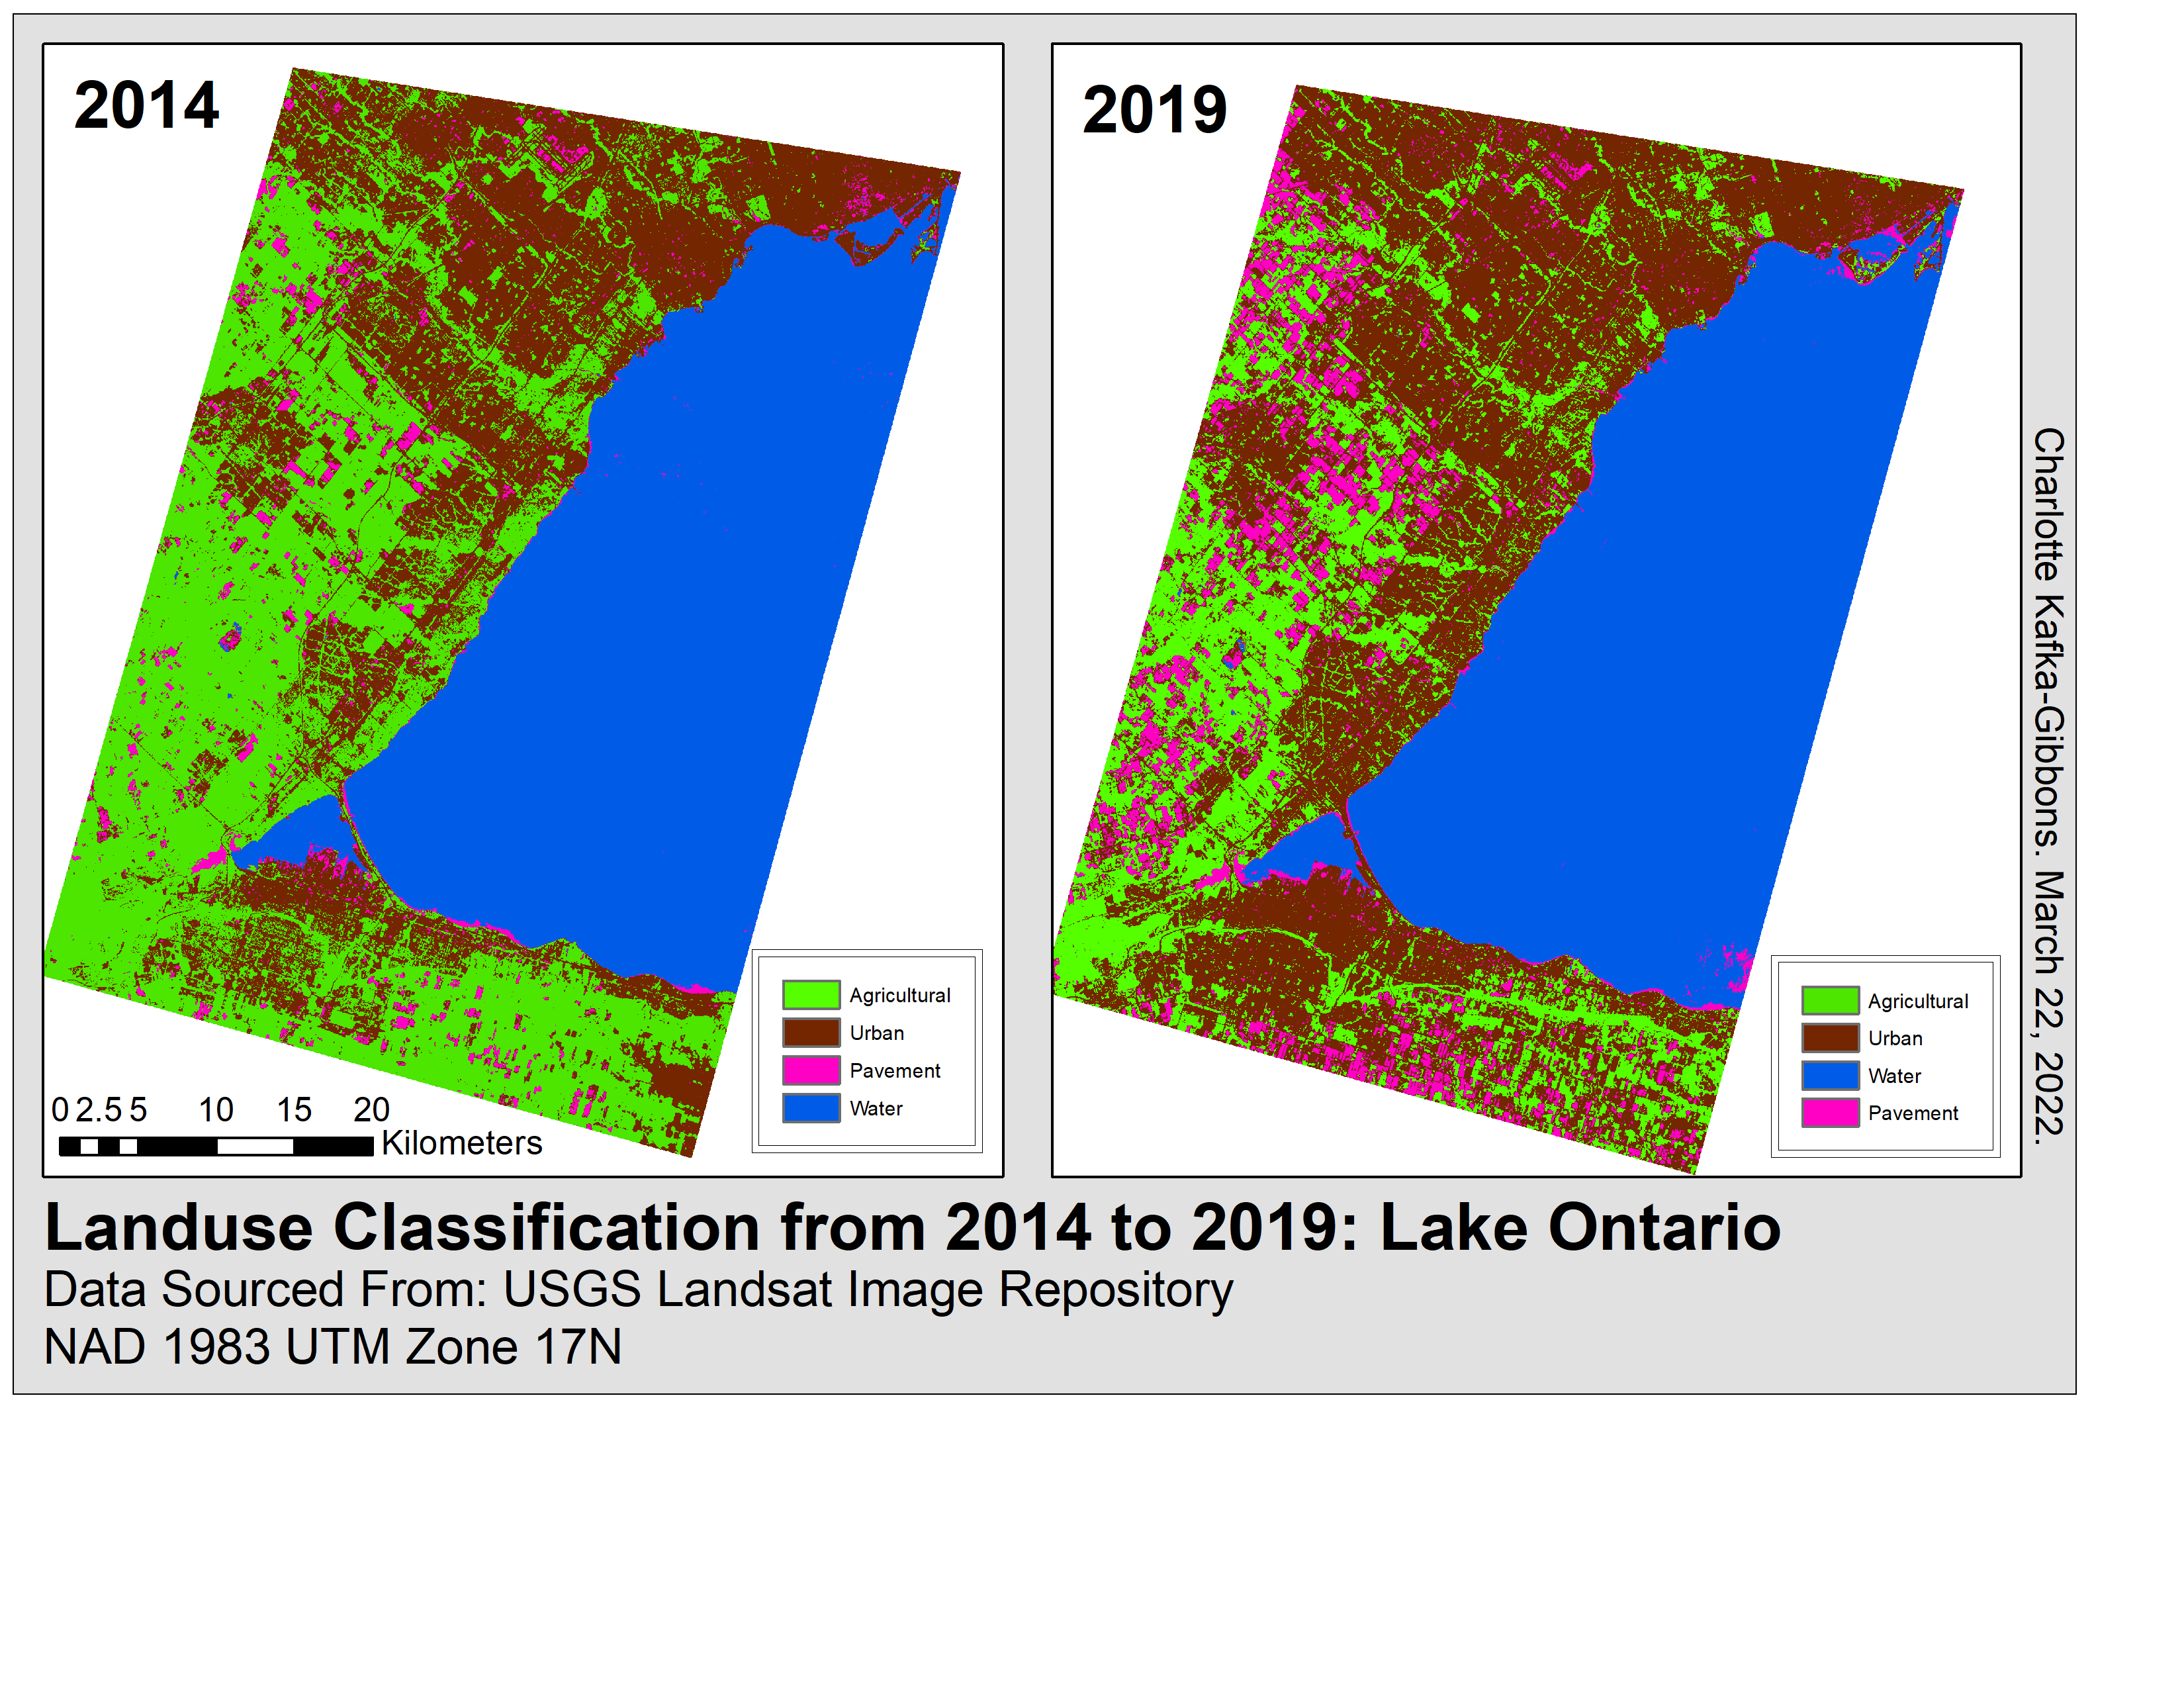 2014
2019
Agricultural
Urban
Pavement
Water
0 2.5 5 10 15 20
Kilometers
Agricultural
Urban
Water
Pavement
Charlotte Kafka-Gibbons. March 22, 2022.
Landuse Classification from 2014 to 2019: Lake Ontario
Data Sourced From: USGS Landsat Image Repository
NAD 1983 UTM Zone 17N